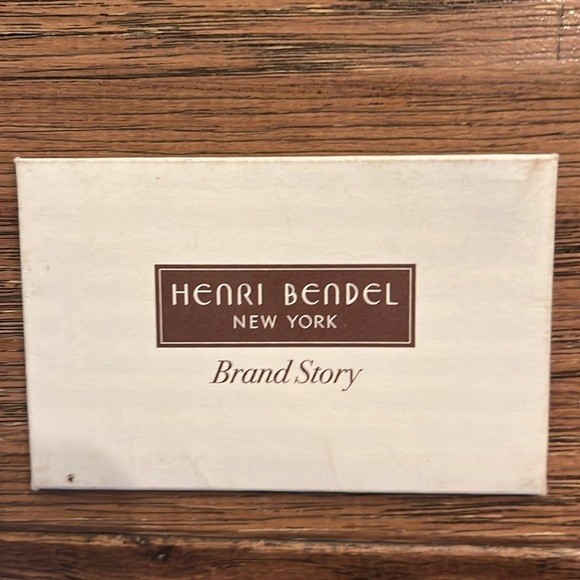 HENRI BENDEL
NEW YORK
Brand Story